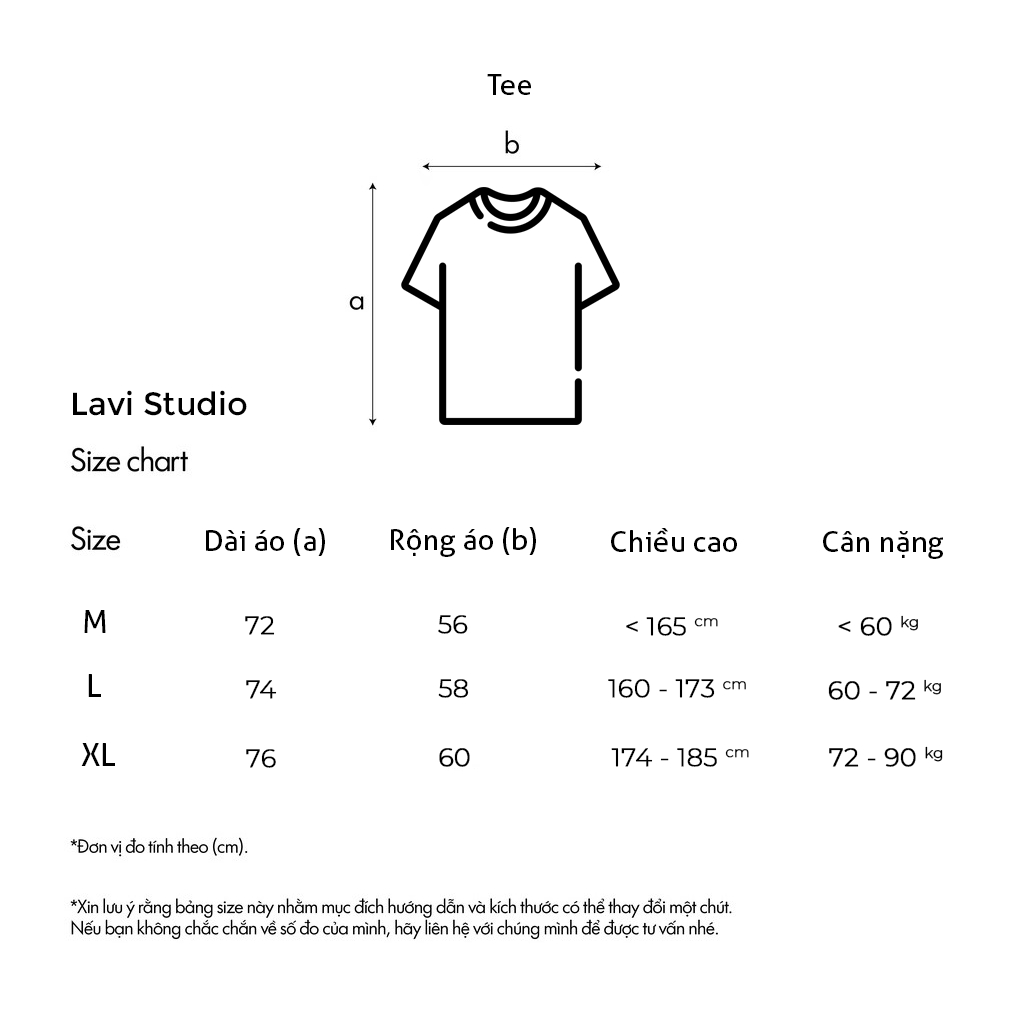 Tee
b
a
Lavi Studio
Size chart
Size Dài áo (a) Rộng áo (b) Chiều cao Cân nặng
M 72 56 < 165 cm < 60 kg
L 74 58 160 - 173 cm 60 - 72 kg
XL 76 60 174 - 185 cm 72 - 90 kg
*Đơn vị đo tính theo (cm).
*Xin lưu ý rằng bảng size này nhằm mục đích hướng dẫn và kích thước có thể thay đổi một chút.
Nếu bạn không chắc chắn về số đo của mình, hãy liên hệ với chúng mình để được tư vấn nhé.